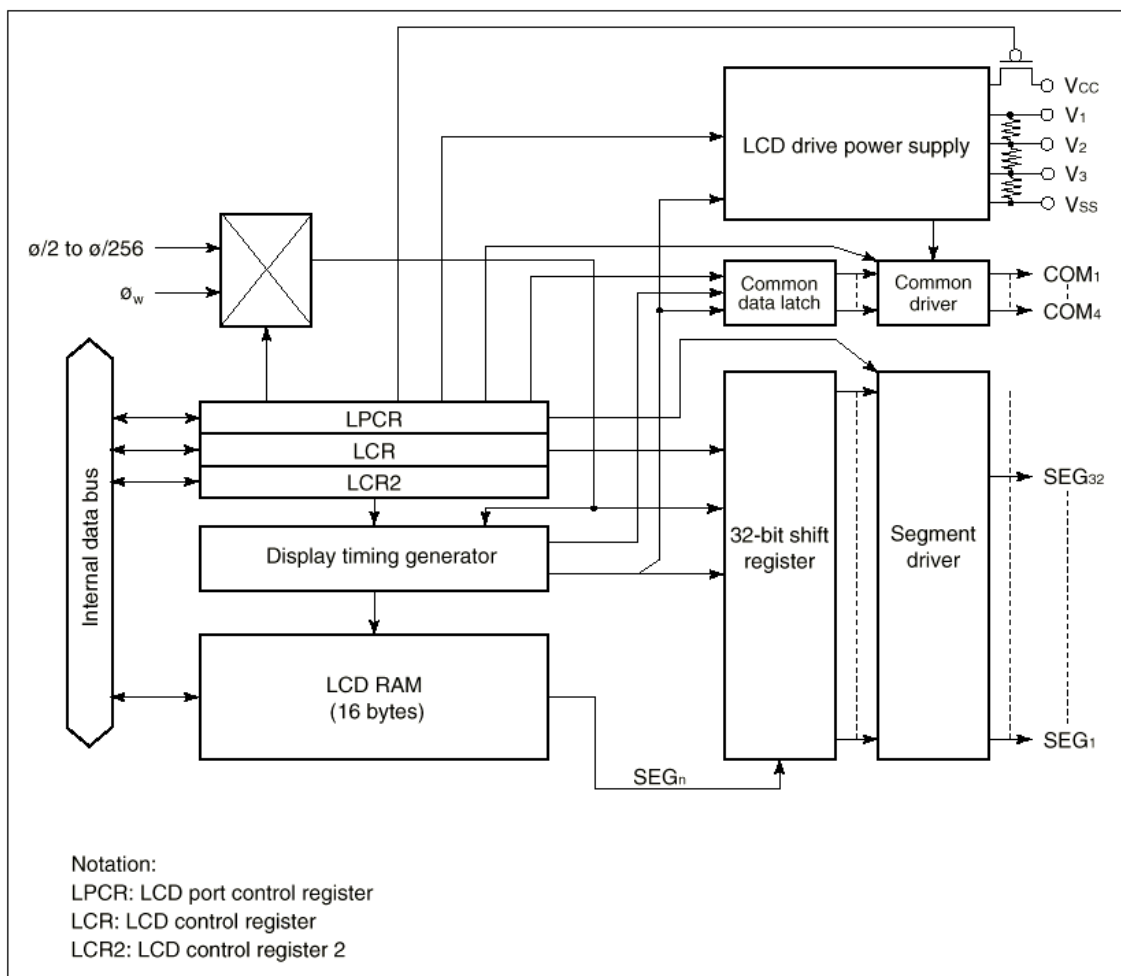 VCC
V1
V2
V3
VSS
LCD drive power supply
ø/2 to ø/256
øw
Common
data latch
Common
driver
COM1
COM4
Internal data bus
LPCR
LCR
LCR2
Display timing generator
LCD RAM
(16 bytes)
SEGn
32-bit shift
register
Segment
driver
SEG32
SEG1
Notation:
LPCR: LCD port control register
LCR: LCD control register
LCR2: LCD control register 2